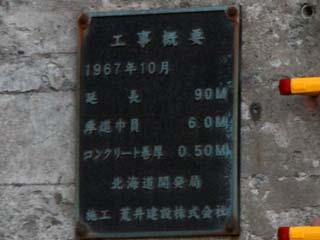 工事概要
1967年10月
延長 90M
車道巾員 6.0M
コンクリート巻厚 0.50M
北海道開発局
施工 荒井建設株式会社